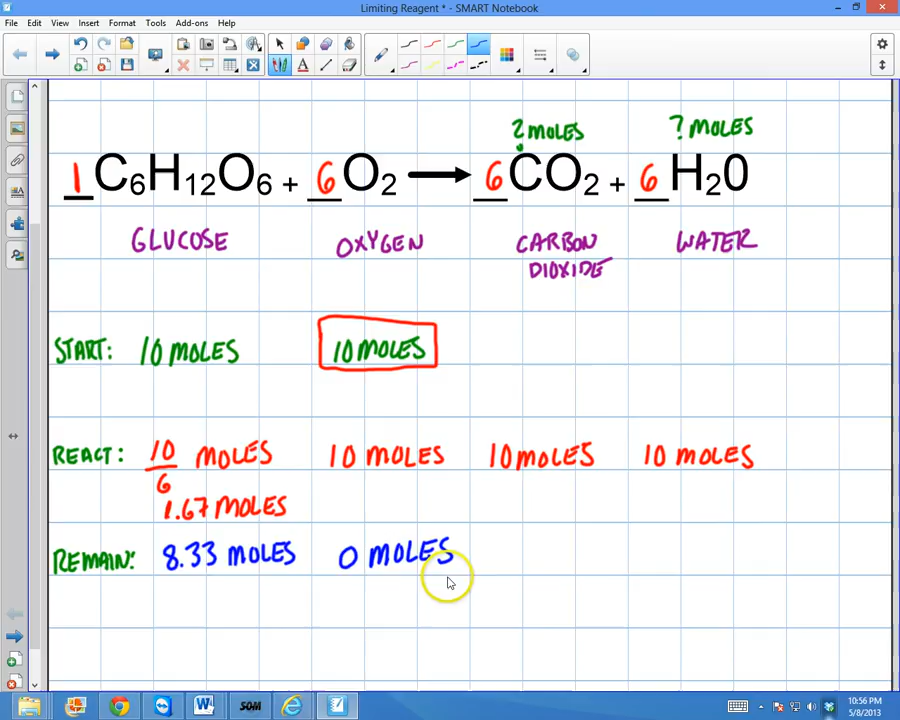 Limiting Reagent * - SMART Notebook
File Edit View Insert Format Tools Add-ons Help
? MOLES ? MOLES
1 C6H12O6 + 6 O2 → 6 CO2 + 6 H20
GLUCOSE OXYGEN CARBON DIOXIDE WATER
START: 10 MOLES 10 MOLES
REACT: 10/6 MOLES 10 MOLES 10 MOLES 10 MOLES
1.67 MOLES
REMAIN: 8.33 MOLES 0 MOLES
SOM
10:56 PM
5/8/2013